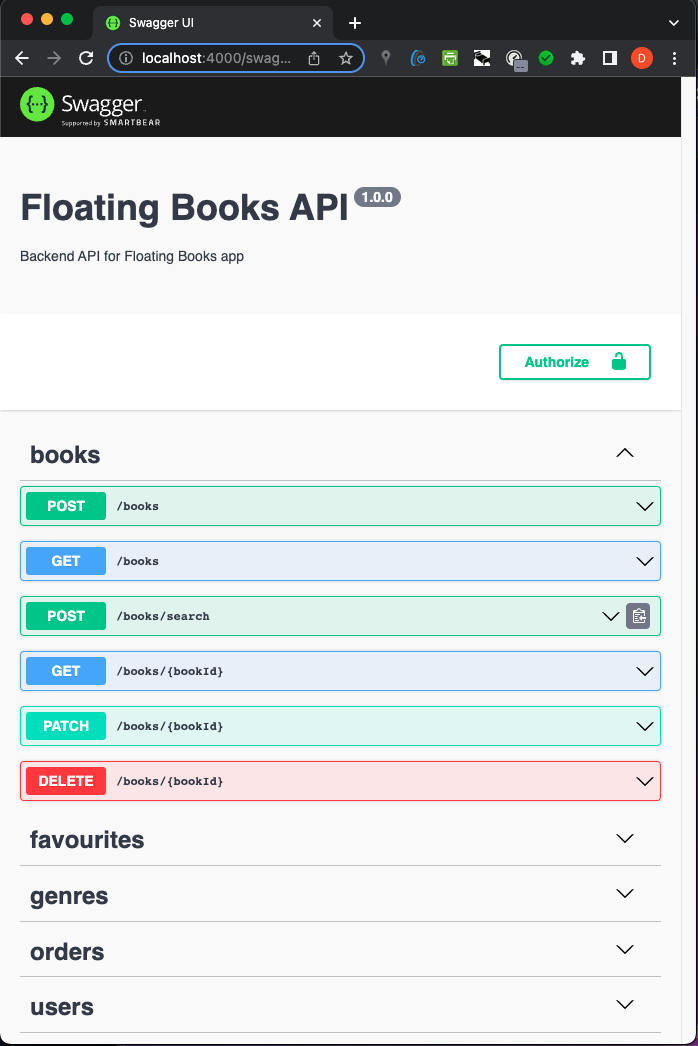 Swagger UI
localhost:4000/swag...
D
Swagger
Supported by SMARTBEAR
Floating Books API 1.0.0
Backend API for Floating Books app
Authorize
books
POST /books
GET /books
POST /books/search
GET /books/{bookId}
PATCH /books/{bookId}
DELETE /books/{bookId}
favourites
genres
orders
users